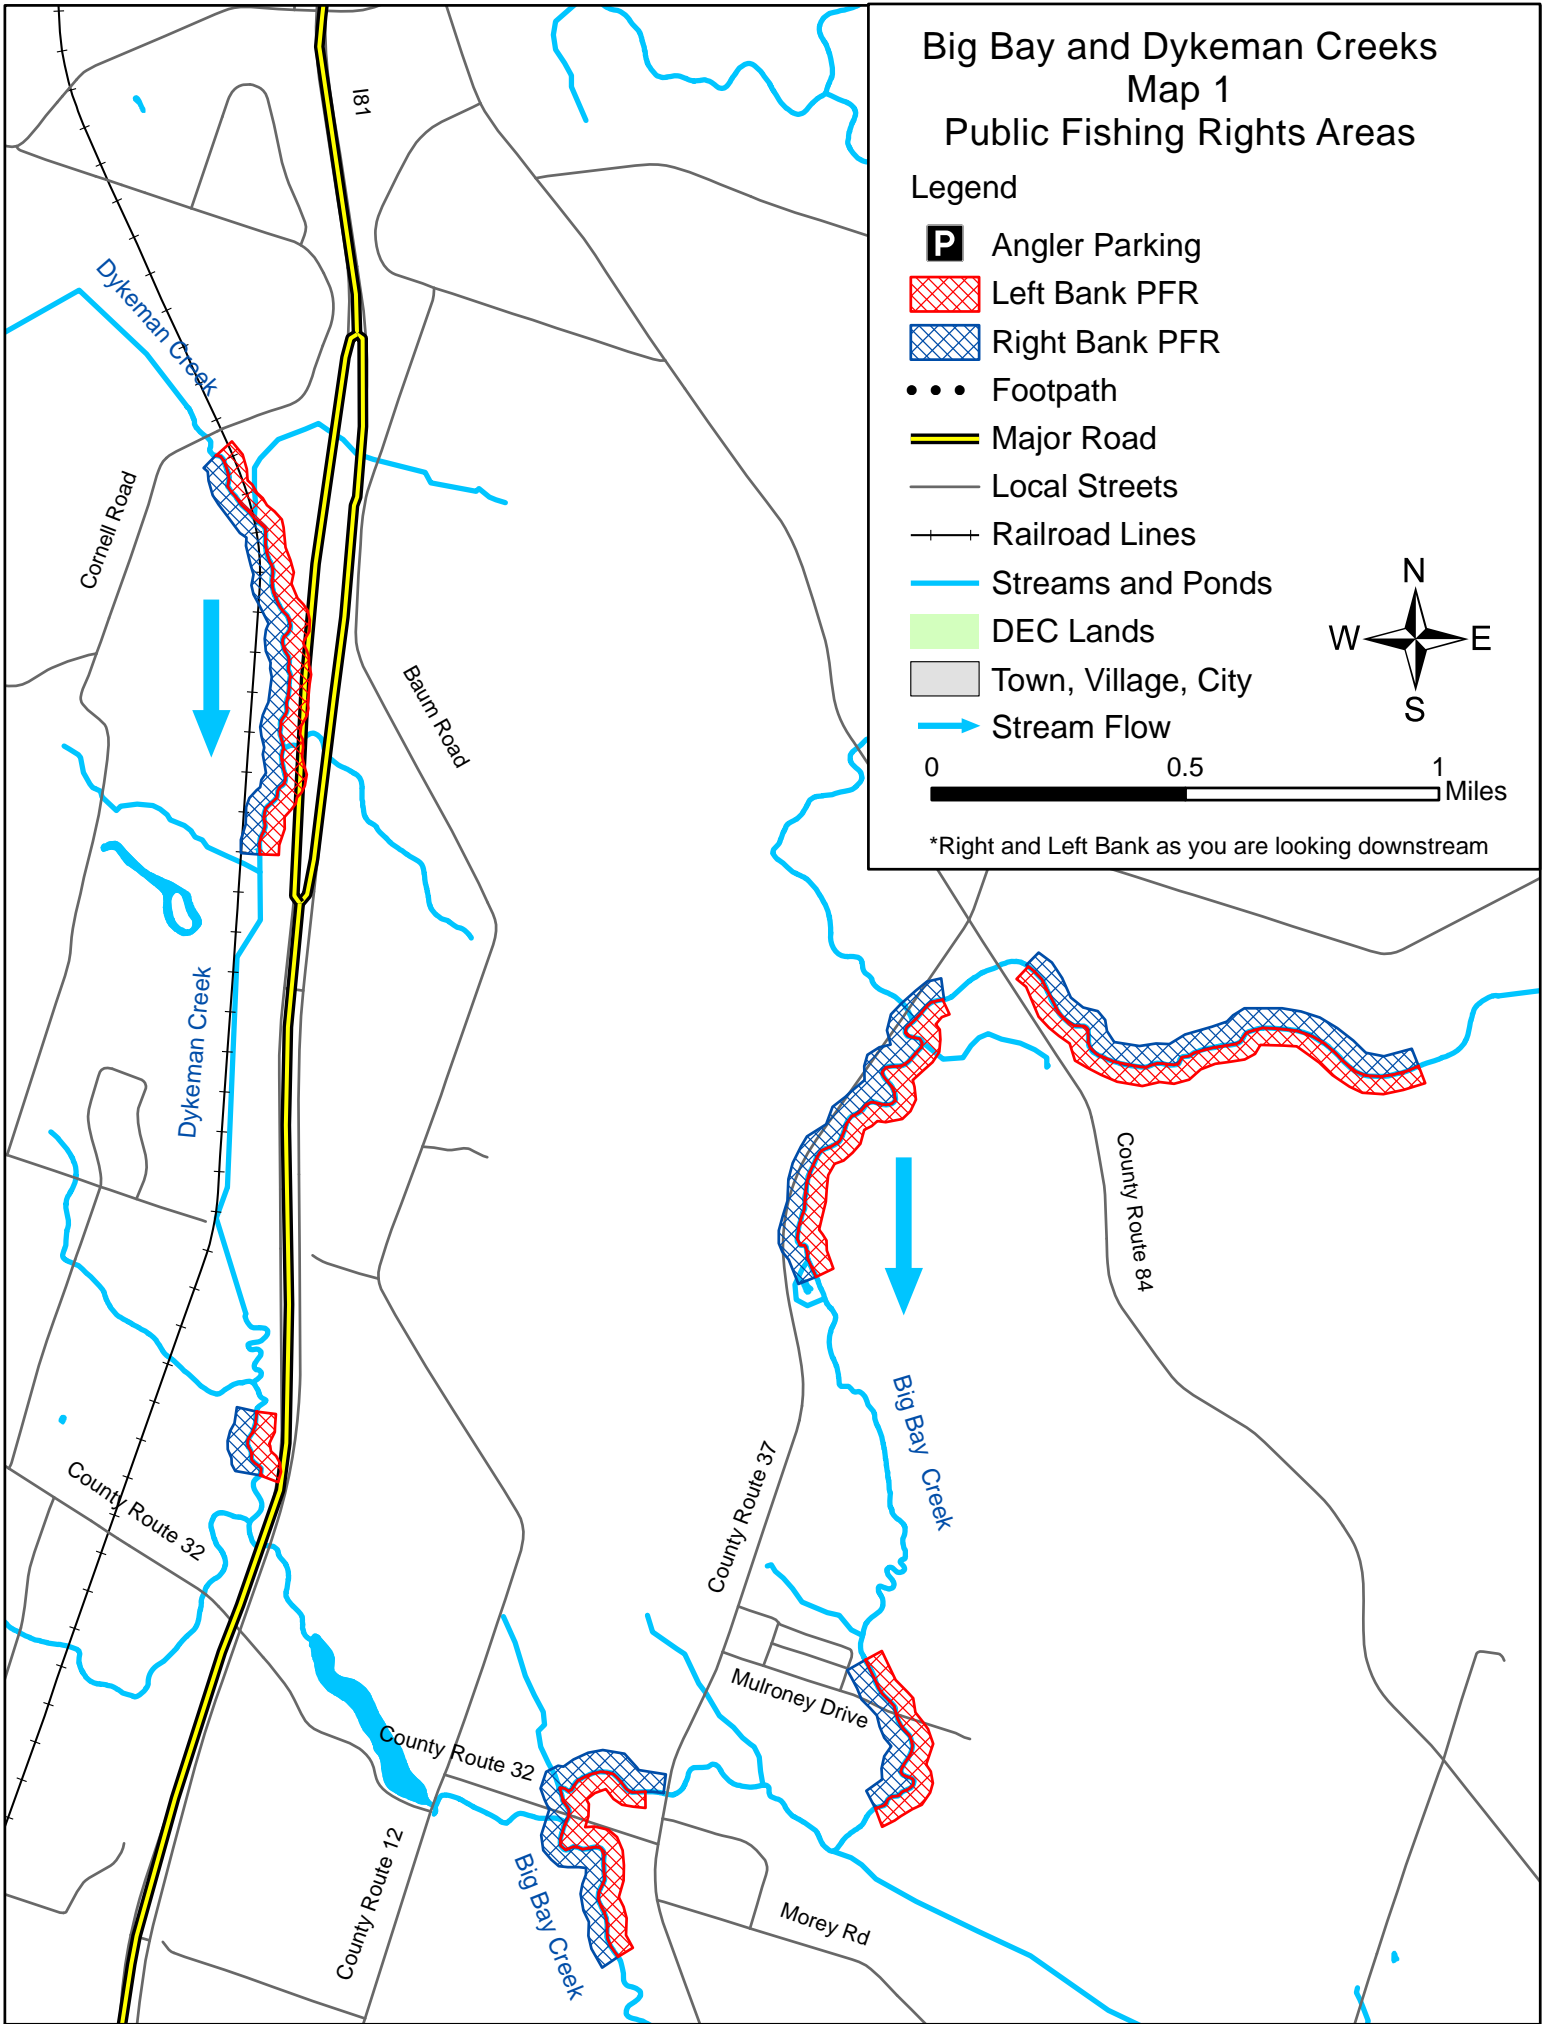 Big Bay and Dykeman Creeks
Map 1
Public Fishing Rights Areas
Legend
P Angler Parking
Left Bank PFR
Right Bank PFR
Footpath
Major Road
Local Streets
Railroad Lines
Streams and Ponds
DEC Lands
Town, Village, City
Stream Flow
N
W E
S
0 0.5 1
Miles
*Right and Left Bank as you are looking downstream
I81
Dykeman Creek
Cornell Road
Baum Road
Dykeman Creek
County Route 84
Big Bay Creek
County Route 37
County Route 32
Mulroney Drive
County Route 32
County Route 12
Big Bay Creek
Morey Rd